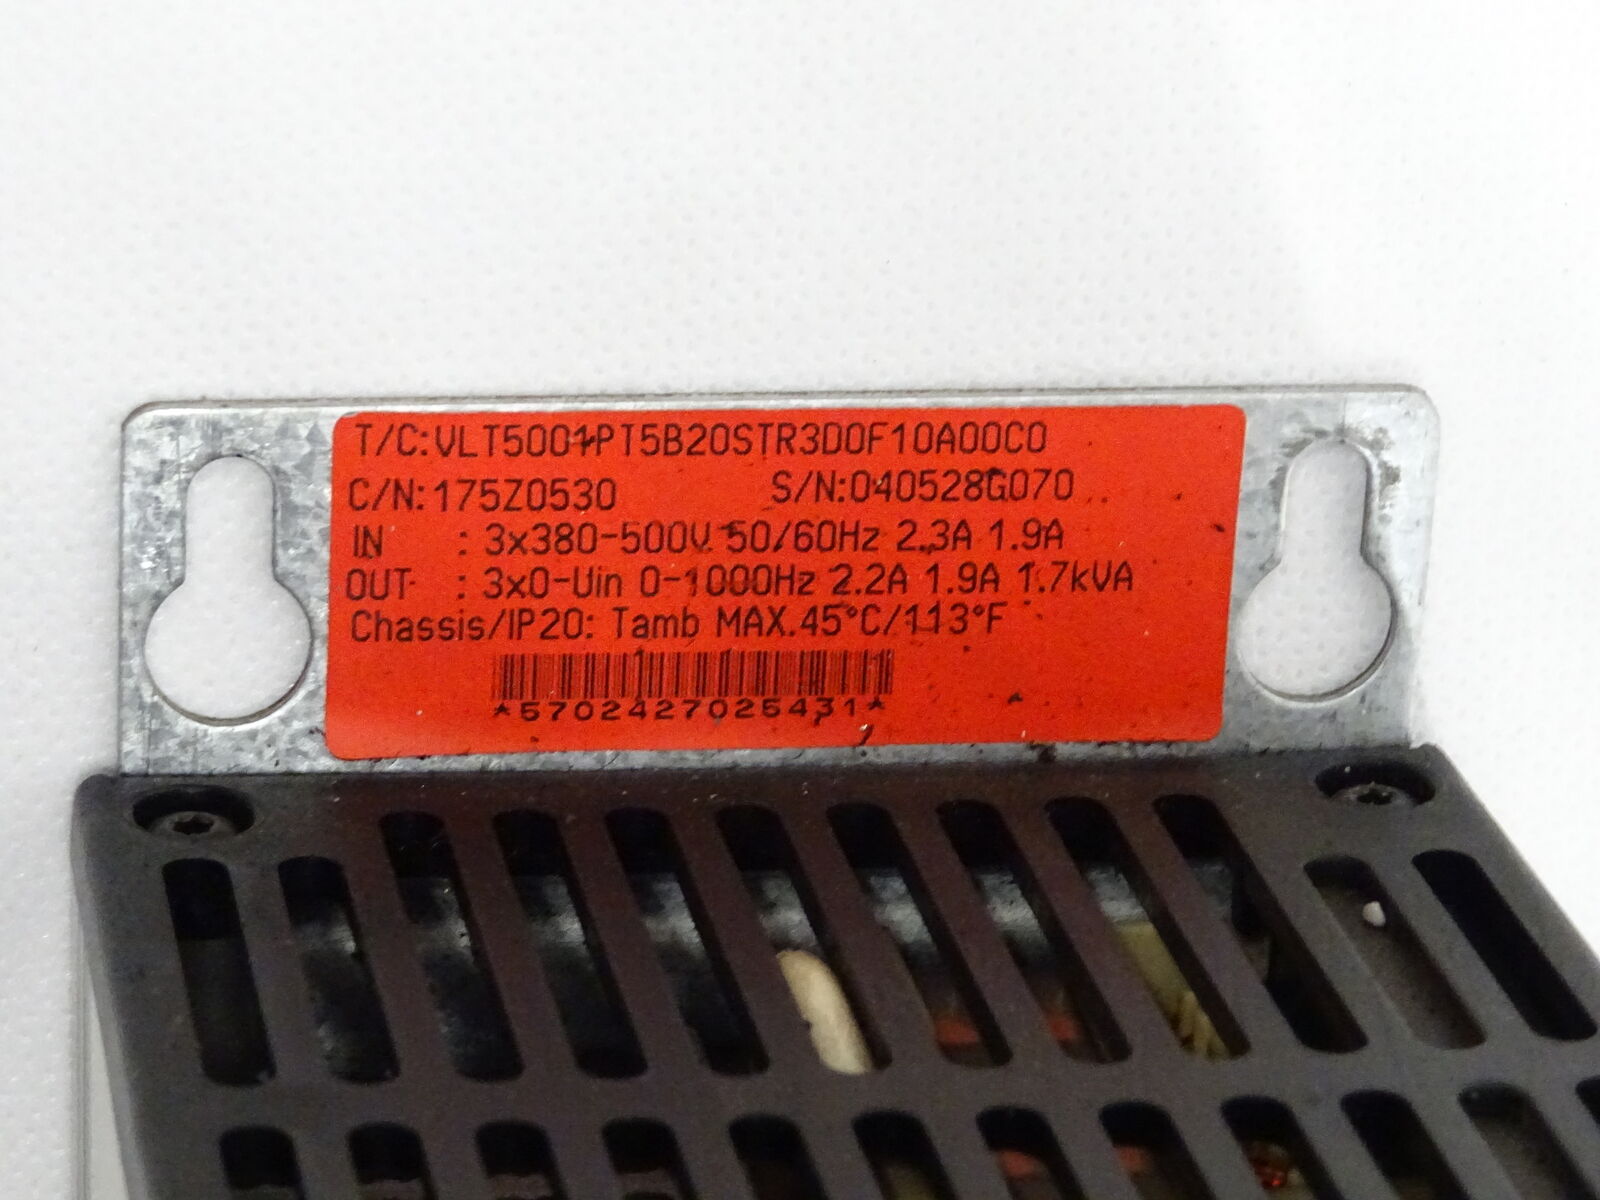 T/C:VLT5001PT5B20STR3D0F10A00C0
C/N:175Z0530 S/N:040528G070
IN : 3x380-500V 50/60Hz 2.3A 1.9A
OUT : 3x0-Uin 0-1000Hz 2.2A 1.9A 1.7kVA
Chassis/IP20: Tamb MAX.45°C/113°F
*5702427025431*